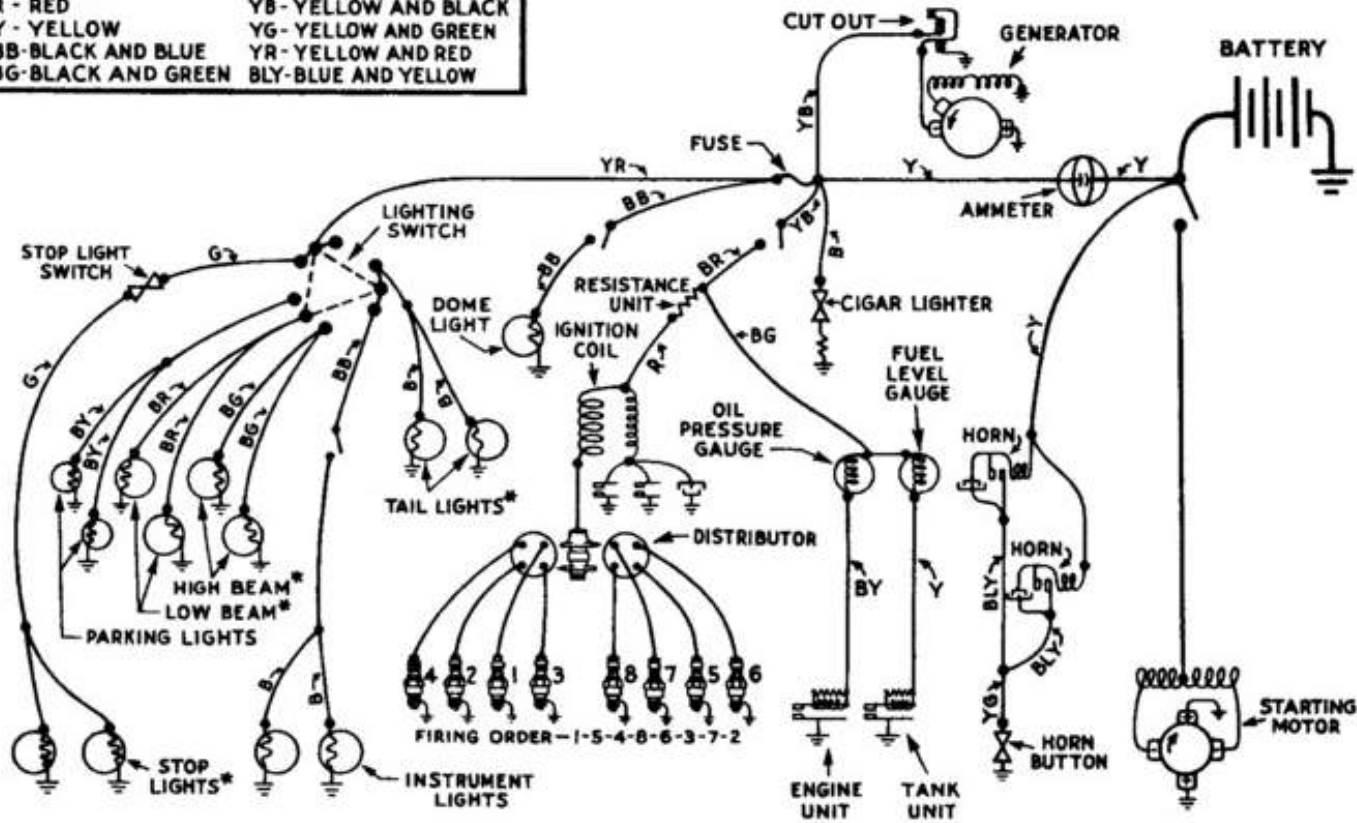 - RED YB - YELLOW AND BLACK
- YELLOW YG - YELLOW AND GREEN
BB-BLACK AND BLUE YR - YELLOW AND RED
BG-BLACK AND GREEN BLY-BLUE AND YELLOW
CUT OUT
GENERATOR
BATTERY
YB
FUSE
YR
Y
Y
AMMETER
BB
YB
B
BR
LIGHTING
SWITCH
STOP LIGHT
SWITCH
G
BB
DOME
LIGHT
RESISTANCE
UNIT
CIGAR LIGHTER
IGNITION
COIL
R
BG
FUEL
LEVEL
GAUGE
Y
G
BB
OIL
PRESSURE
GAUGE
HORN
BY
BR
BG
BY
BR
BG
B
B
TAIL LIGHTS*
DISTRIBUTOR
HORN
BY
Y
BLY
BLY
HIGH BEAM*
LOW BEAM*
PARKING LIGHTS
4 2 1 3 8 7 5 6
B
B
YG
FIRING ORDER-1-5-4-8-6-3-7-2
STARTING
MOTOR
HORN
BUTTON
STOP
LIGHTS*
INSTRUMENT
LIGHTS
ENGINE
UNIT
TANK
UNIT